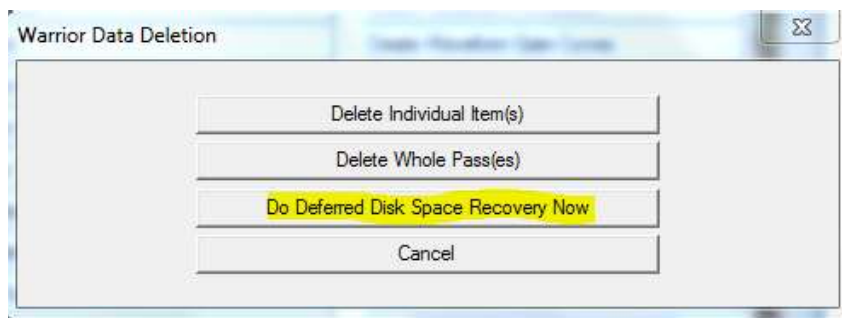 Warrior Data Deletion
Delete Individual Item(s)
Delete Whole Pass(es)
Do Deferred Disk Space Recovery Now
Cancel